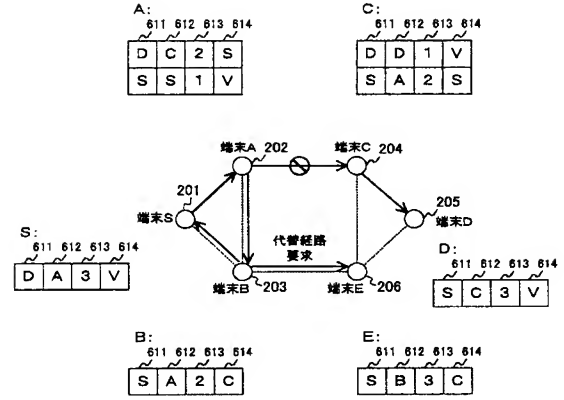 A:
611 612 613 614
D C 2 S
S S 1 V
C:
611 612 613 614
D D 1 V
S A 2 S
端末A 202
端末C 204
201
端末S
205
端末D
代替経路
要求
端末B 203
端末E 206
S:
611 612 613 614
D A 3 V
D:
611 612 613 614
S C 3 V
B:
611 612 613 614
S A 2 C
E:
611 612 613 614
S B 3 C